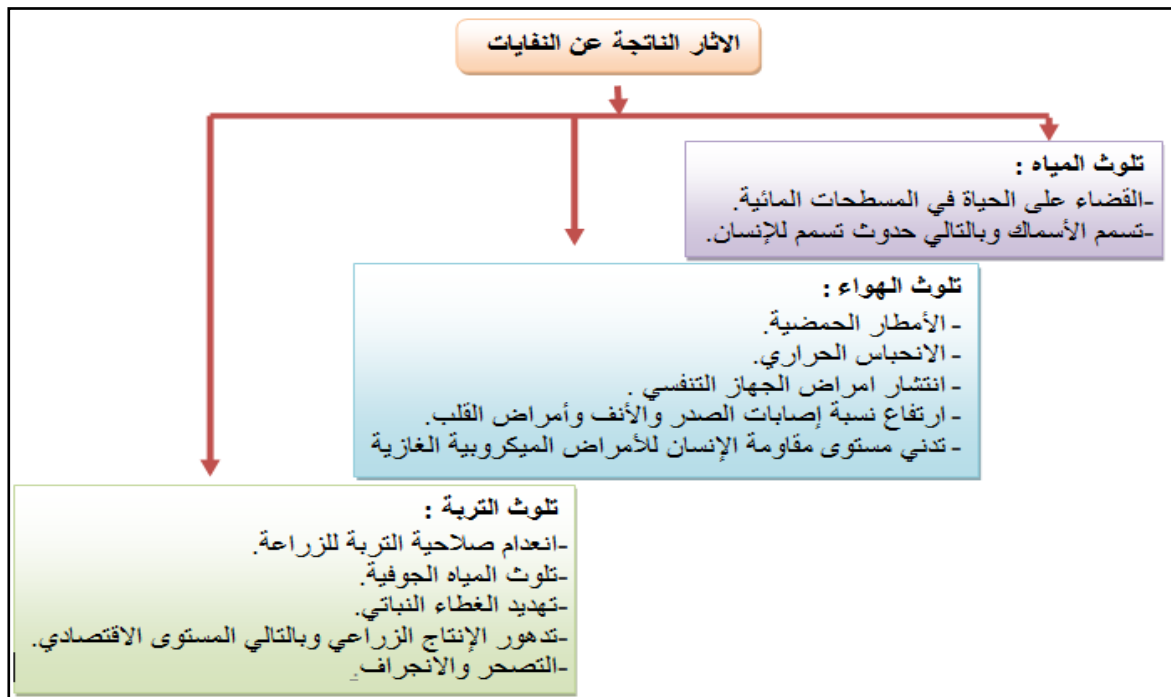 الاثار الناتجة عن النفايات
تلوث المياه :
-القضاء على الحياة في المسطحات المائية.
-تسمم الأسماك وبالتالي حدوث تسمم للإنسان.
تلوث الهواء :
- الأمطار الحمضية.
- الانحباس الحراري.
- انتشار امراض الجهاز التنفسي .
- ارتفاع نسبة إصابات الصدر والأنف وأمراض القلب.
- تدني مستوى مقاومة الإنسان للأمراض الميكروبية الغازية
تلوث التربة :
-انعدام صلاحية التربة للزراعة.
-تلوث المياه الجوفية.
-تهديد الغطاء النباتي.
-تدهور الإنتاج الزراعي وبالتالي المستوى الاقتصادي.
-التصحر والانجراف.